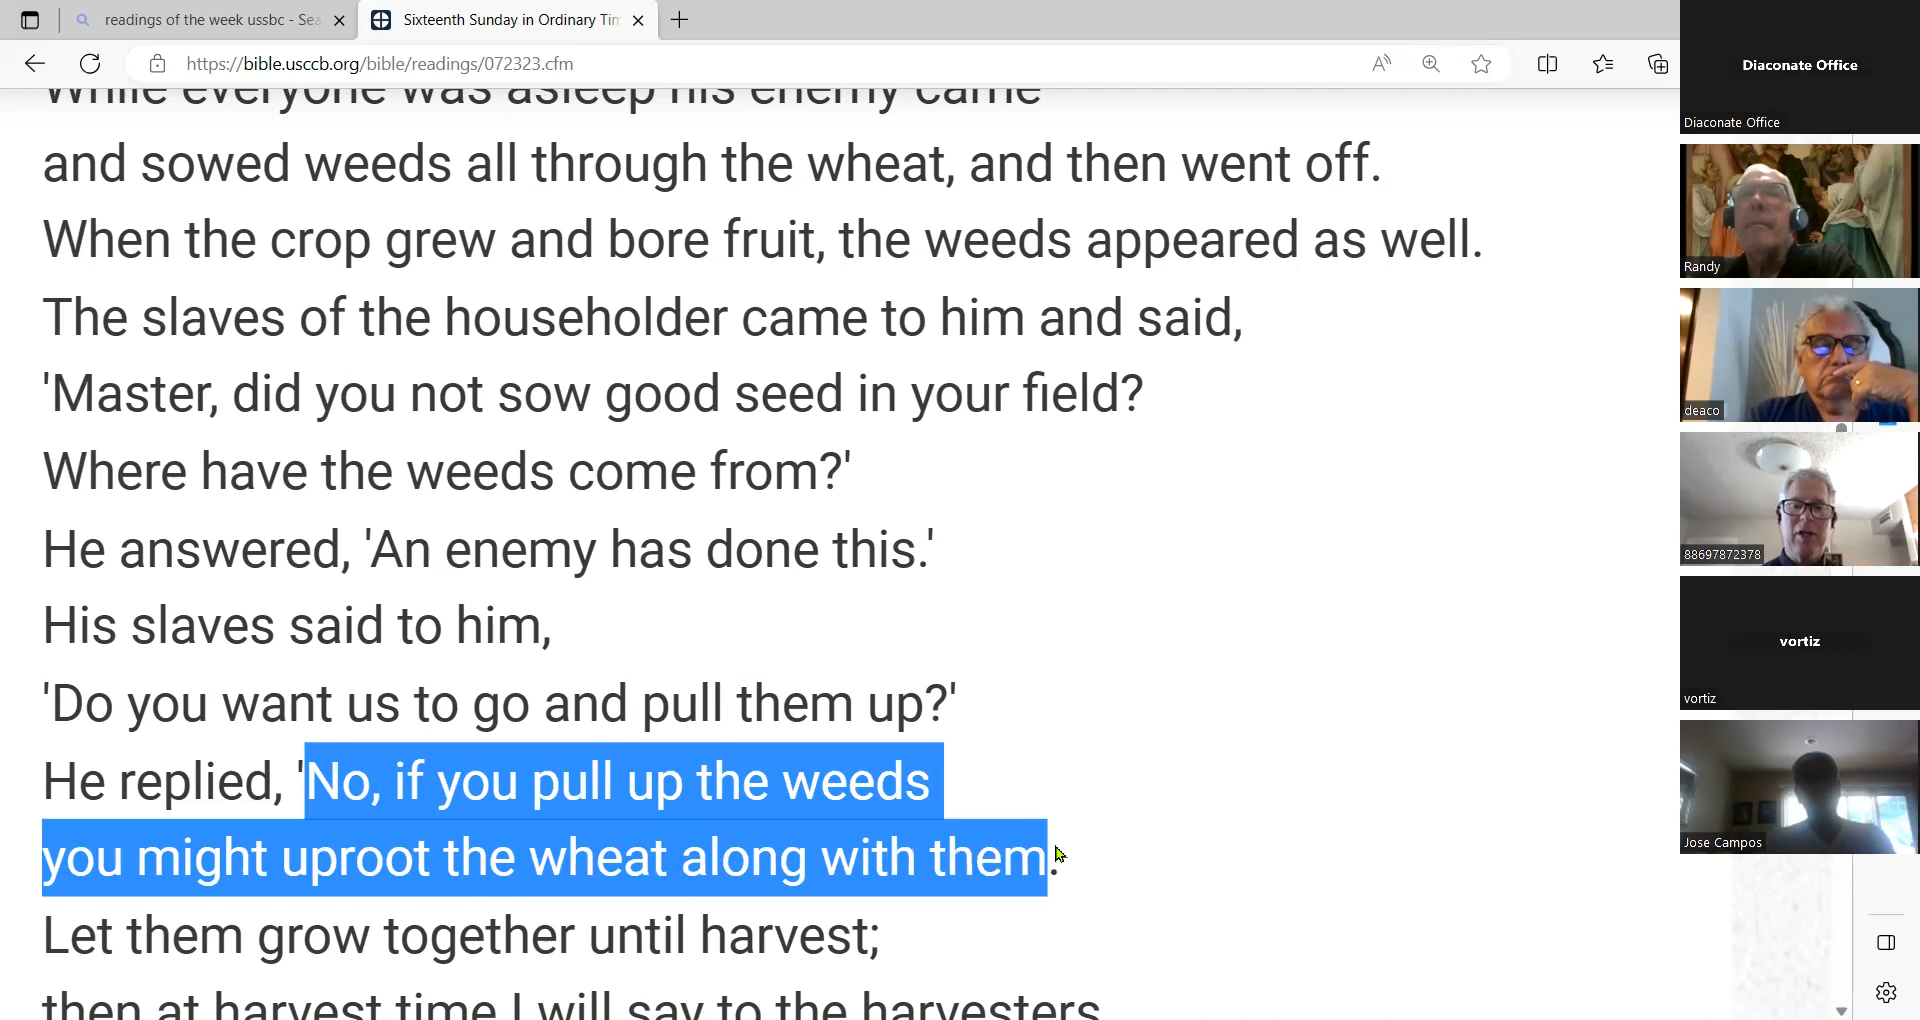 readings of the week ussbc - Sea
Sixteenth Sunday in Ordinary Tim
https://bible.usccb.org/bible/readings/072323.cfm
While everyone was asleep his enemy came
and sowed weeds all through the wheat, and then went off.
When the crop grew and bore fruit, the weeds appeared as well.
The slaves of the householder came to him and said,
'Master, did you not sow good seed in your field?
Where have the weeds come from?'
He answered, 'An enemy has done this.'
His slaves said to him,
'Do you want us to go and pull them up?'
He replied, 'No, if you pull up the weeds
you might uproot the wheat along with them.
Let them grow together until harvest;
then at harvest time I will say to the harvesters,
Diaconate Office
Diaconate Office
Randy
deaco
88697872378
vortiz
vortiz
Jose Campos